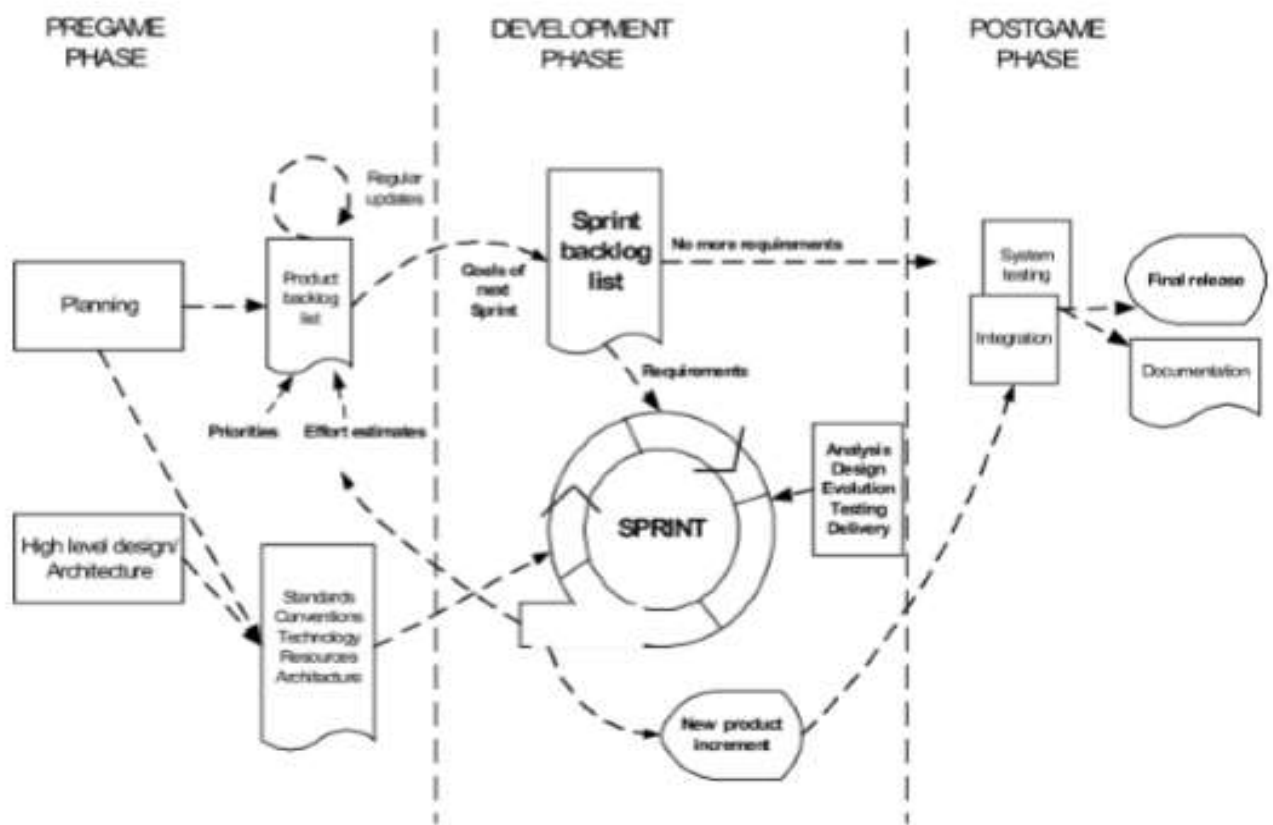 PREGAME
PHASE
DEVELOPMENT
PHASE
POSTGAME
PHASE
Regular
updates
Planning
Product
backlog
list
Priorities
Effort estimates
High level design/
Architecture
Standards
Conventions
Technology
Resources
Architecture
Goals of
next
Sprint
Sprint
backlog
list
No more requirements
Requirements
SPRINT
Analysis
Design
Evolution
Testing
Delivery
New product
increment
System
testing
Integration
Final release
Documentation